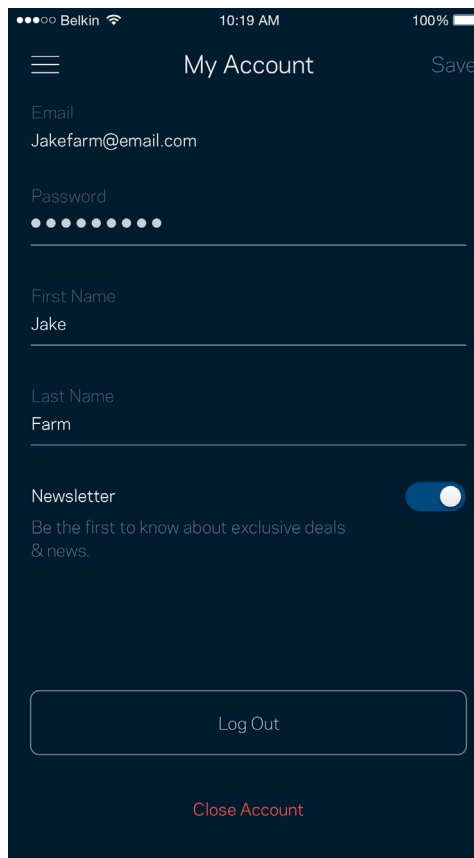 Belkin 10:19 AM 100%
My Account Save
Email
Jakefarm@email.com
Password
First Name
Jake
Last Name
Farm
Newsletter
Be the first to know about exclusive deals
& news.
Log Out
Close Account